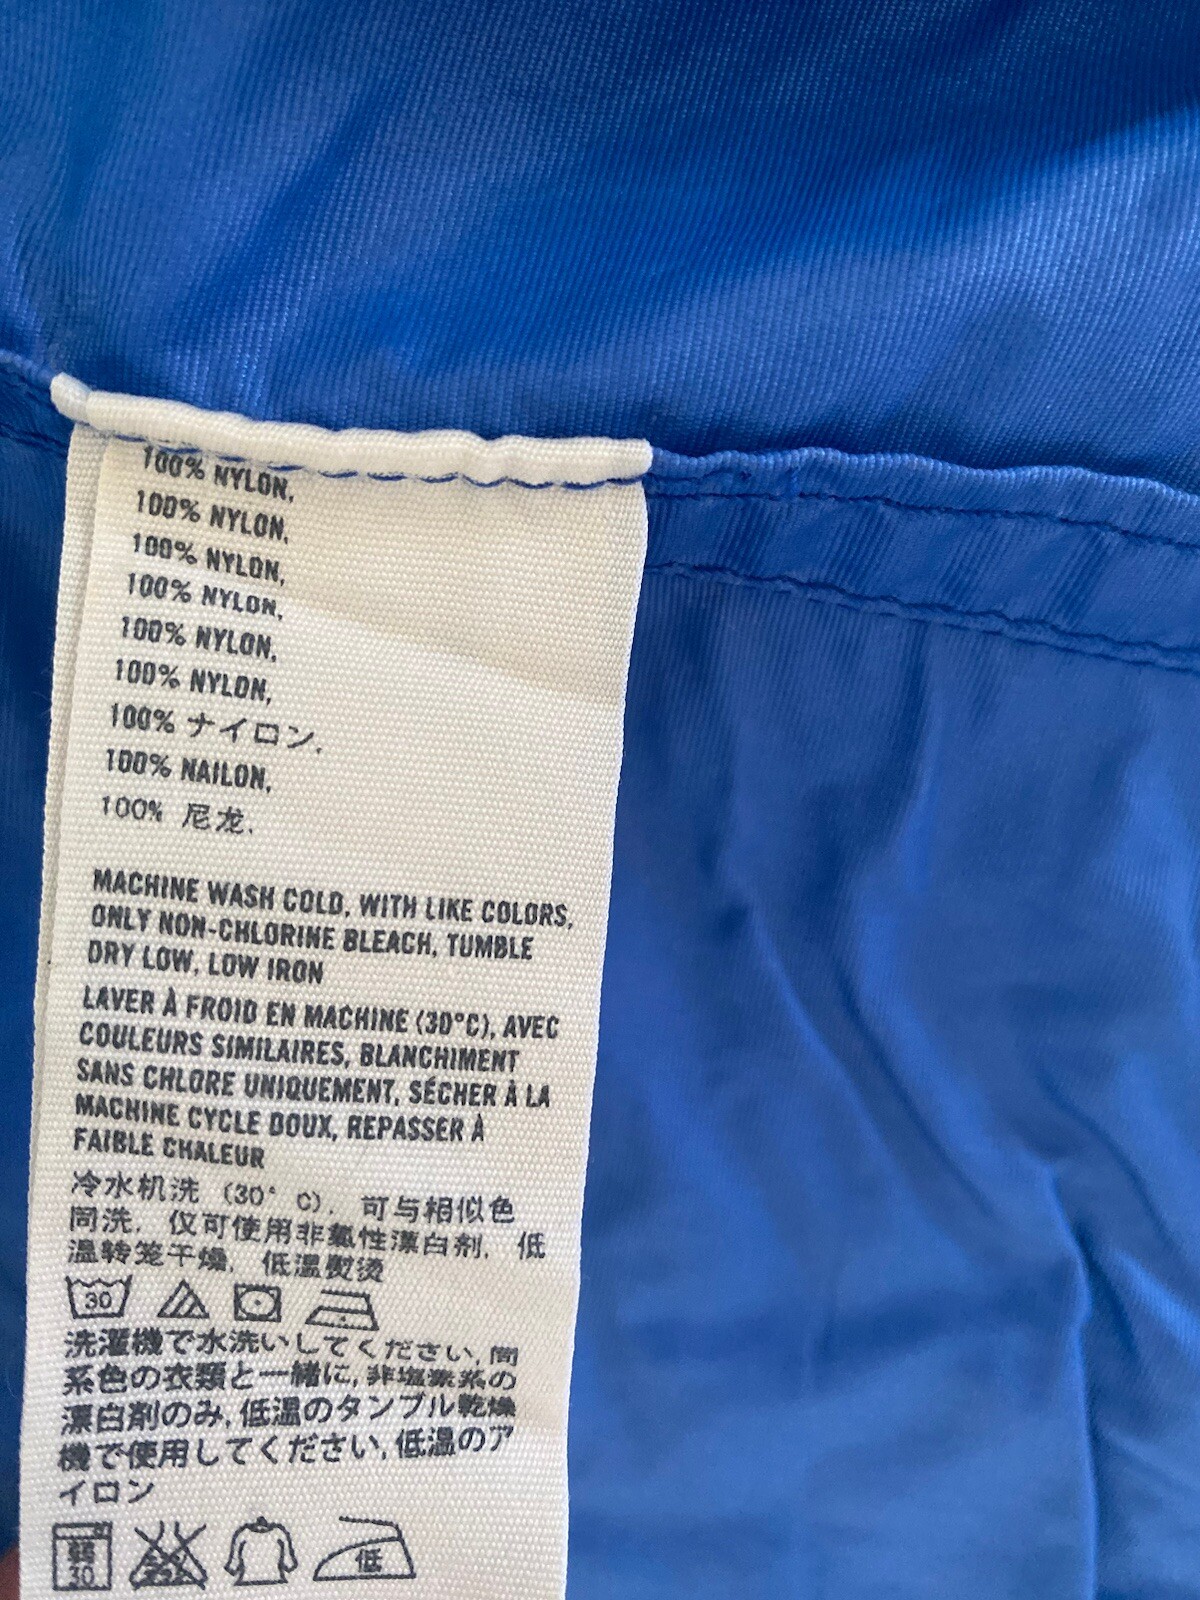 100% NYLON,
100% NYLON,
100% NYLON,
100% NYLON,
100% NYLON,
100% NYLON,
100% ナイロン,
100% NAILON,
100% 尼龙.
MACHINE WASH COLD, WITH LIKE COLORS,
ONLY NON-CHLORINE BLEACH, TUMBLE
DRY LOW, LOW IRON
LAVER À FROID EN MACHINE (30°C), AVEC
COULEURS SIMILAIRES, BLANCHIMENT
SANS CHLORE UNIQUEMENT, SÉCHER À LA
MACHINE CYCLE DOUX, REPASSER À
FAIBLE CHALEUR
冷水机洗 (30° C). 可与相似色
同洗. 仅可使用非氯性漂白剂. 低
温转笼干燥. 低温熨烫
30
洗濯機で水洗いしてください, 同
系色の衣類と一緒に, 非塩素系の
漂白剤のみ, 低温のタンブル乾燥
機で使用してください, 低温のア
イロン
弱 30 低